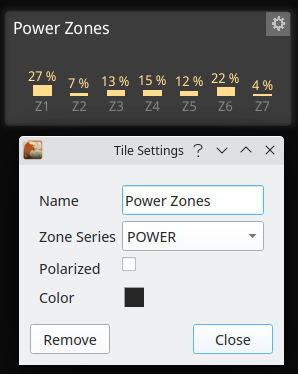 Power Zones
27 % 7 % 13 % 15 % 12 % 22 % 4 %
Z1 Z2 Z3 Z4 Z5 Z6 Z7
Tile Settings ?
Name Power Zones
Zone Series POWER
Polarized
Color
Remove Close